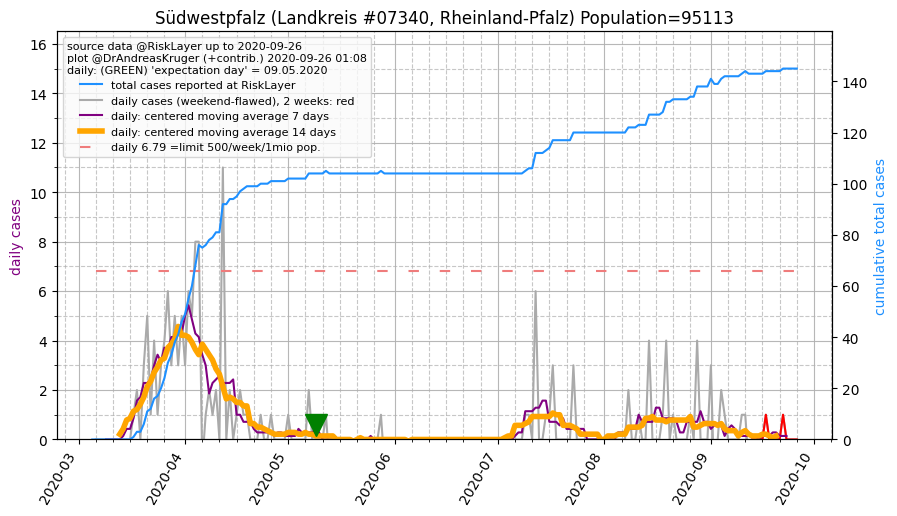 Südwestpfalz (Landkreis #07340, Rheinland-Pfalz) Population=95113
source data @RiskLayer up to 2020-09-26
plot @DrAndreasKruger (+contrib.) 2020-09-26 01:08
daily: (GREEN) 'expectation day' = 09.05.2020
total cases reported at RiskLayer
daily cases (weekend-flawed), 2 weeks: red
daily: centered moving average 7 days
daily: centered moving average 14 days
daily 6.79 =limit 500/week/1mio pop.
daily cases
16
14
12
10
8
6
4
2
0
140
120
100
80
60
40
20
0
cumulative total cases
2020-03
2020-04
2020-05
2020-06
2020-07
2020-08
2020-09
2020-10